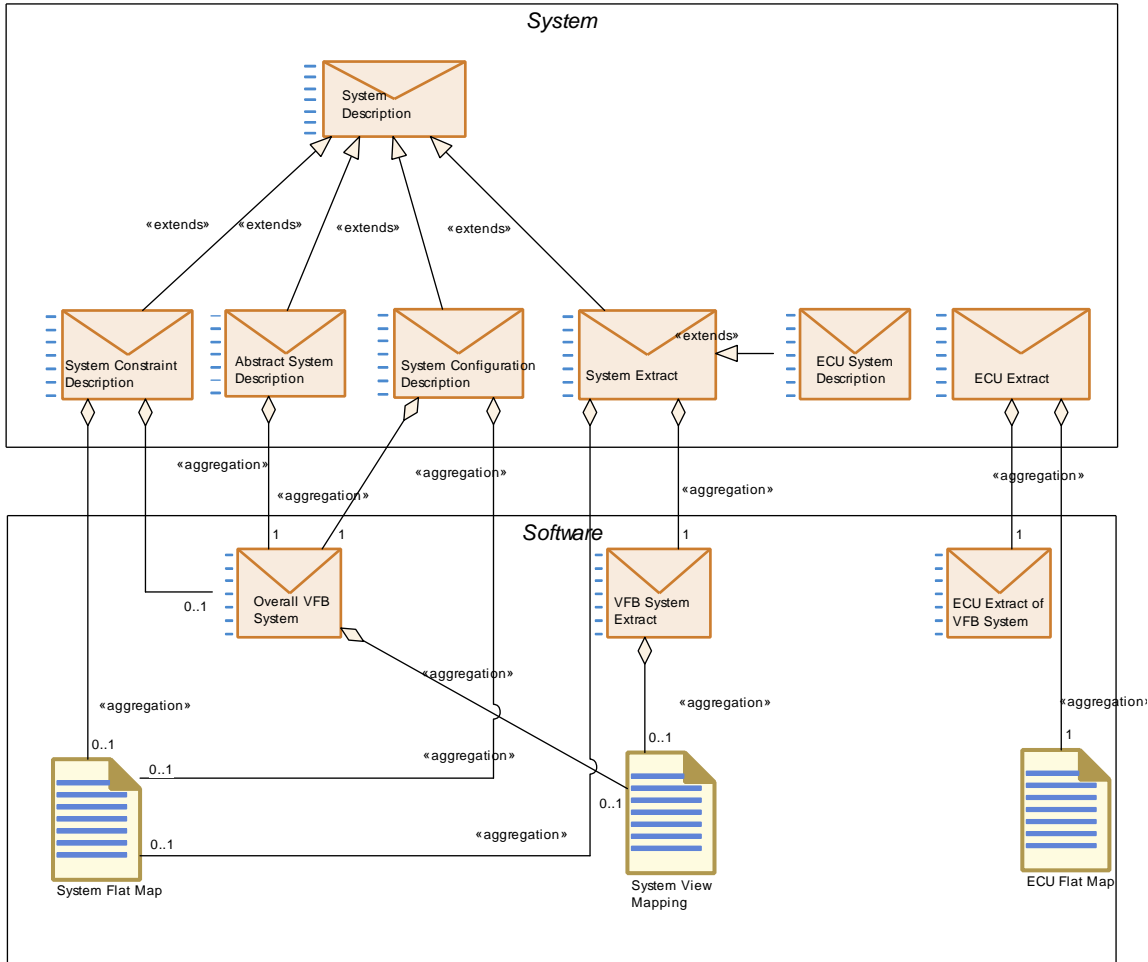 System
System
Description
«extends»
«extends»
«extends»
«extends»
«extends»
System Constraint
Description
Abstract System
Description
System Configuration
Description
System Extract
ECU System
Description
ECU Extract
«aggregation»
«aggregation»
«aggregation»
«aggregation»
«aggregation»
Software
1
1
1
1
Overall VFB
System
VFB System
Extract
ECU Extract of
VFB System
0..1
«aggregation»
«aggregation»
«aggregation»
«aggregation»
0..1
0..1
«aggregation»
0..1
1
0..1
«aggregation»
0..1
System Flat Map
System View
Mapping
ECU Flat Map